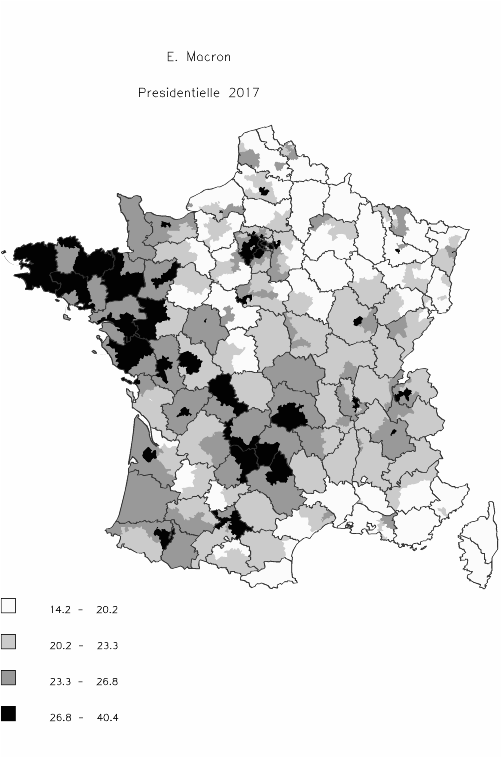 E. Macron
Presidentielle 2017
14.2 - 20.2
20.2 - 23.3
23.3 - 26.8
26.8 - 40.4